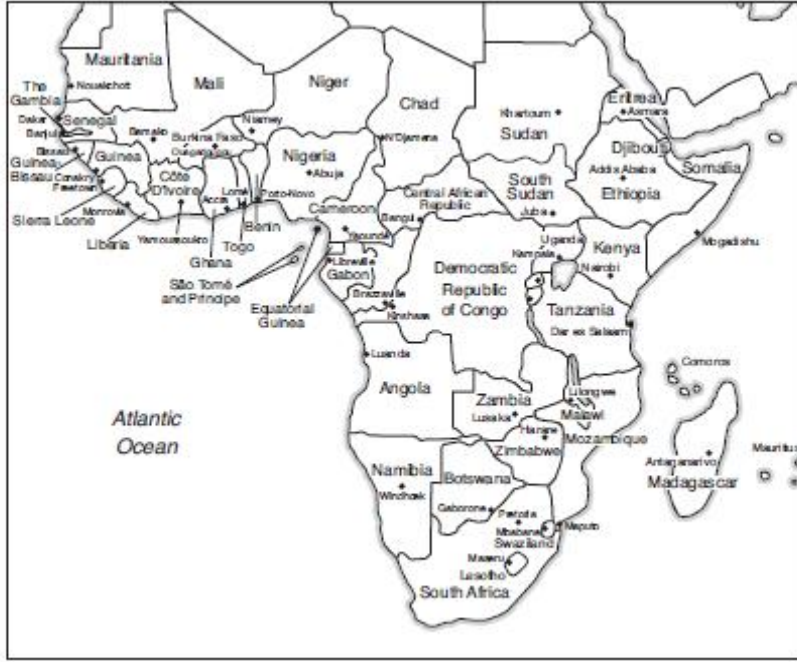 Mauritania
Nouakchott
Mali
Niger
Chad
Khartoum
Sudan
Eritrea
Asmara
The
Gambia
Dakar
Senegal
Banjul
Bamako
Burkina Faso
Ouagadougou
Niamey
N'Djamena
Nigeria
Abuja
Djibouti
Somalia
Addis Ababa
Ethiopia
Bissau
Guinea
Bissau
Guinea
Conakry
Freetown
Sierra Leone
Monrovia
Liberia
Côte
D'Ivoire
Yamoussoukro
Accra
Ghana
Lomé
Togo
Porto-Novo
Benin
Cameroon
Yaounde
Central African
Republic
Bangui
South
Sudan
Juba
Mogadishu
Uganda
Kampala
Kenya
Nairobi
São Tomé
and Principe
Equatorial
Guinea
Libreville
Gabon
Brazzaville
Kinshasa
Democratic
Republic
of Congo
Tanzania
Dar es Salaam
Luanda
Angola
Comoros
Zambia
Lusaka
Lilongwe
Malawi
Mozambique
Harare
Zimbabwe
Atlantic
Ocean
Namibia
Windhoek
Botswana
Gaborone
Pretoria
Mbabane
Maputo
Swaziland
Maseru
Lesotho
South Africa
Antananarivo
Madagascar
Mauritius